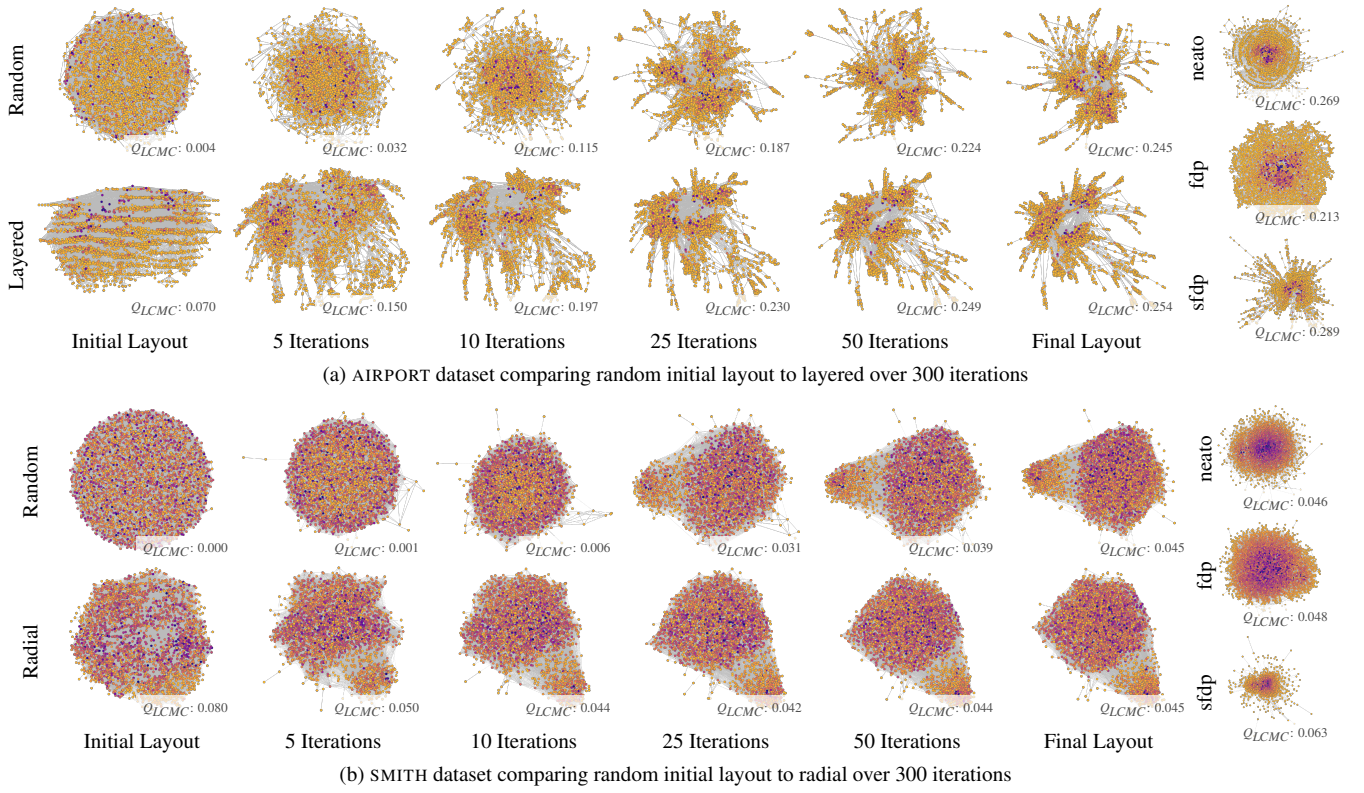 Random
Q_LCMC: 0.004
Q_LCMC: 0.032
Q_LCMC: 0.115
Q_LCMC: 0.187
Q_LCMC: 0.224
Q_LCMC: 0.245
Layered
Q_LCMC: 0.070
Q_LCMC: 0.150
Q_LCMC: 0.197
Q_LCMC: 0.230
Q_LCMC: 0.249
Q_LCMC: 0.254
neato
Q_LCMC: 0.269
fdp
Q_LCMC: 0.213
sfdp
Q_LCMC: 0.289
Initial Layout
5 Iterations
10 Iterations
25 Iterations
50 Iterations
Final Layout
(a) AIRPORT dataset comparing random initial layout to layered over 300 iterations
Random
Q_LCMC: 0.000
Q_LCMC: 0.001
Q_LCMC: 0.006
Q_LCMC: 0.031
Q_LCMC: 0.039
Q_LCMC: 0.045
Radial
Q_LCMC: 0.080
Q_LCMC: 0.050
Q_LCMC: 0.044
Q_LCMC: 0.042
Q_LCMC: 0.044
Q_LCMC: 0.045
neato
Q_LCMC: 0.046
fdp
Q_LCMC: 0.048
sfdp
Q_LCMC: 0.063
Initial Layout
5 Iterations
10 Iterations
25 Iterations
50 Iterations
Final Layout
(b) SMITH dataset comparing random initial layout to radial over 300 iterations